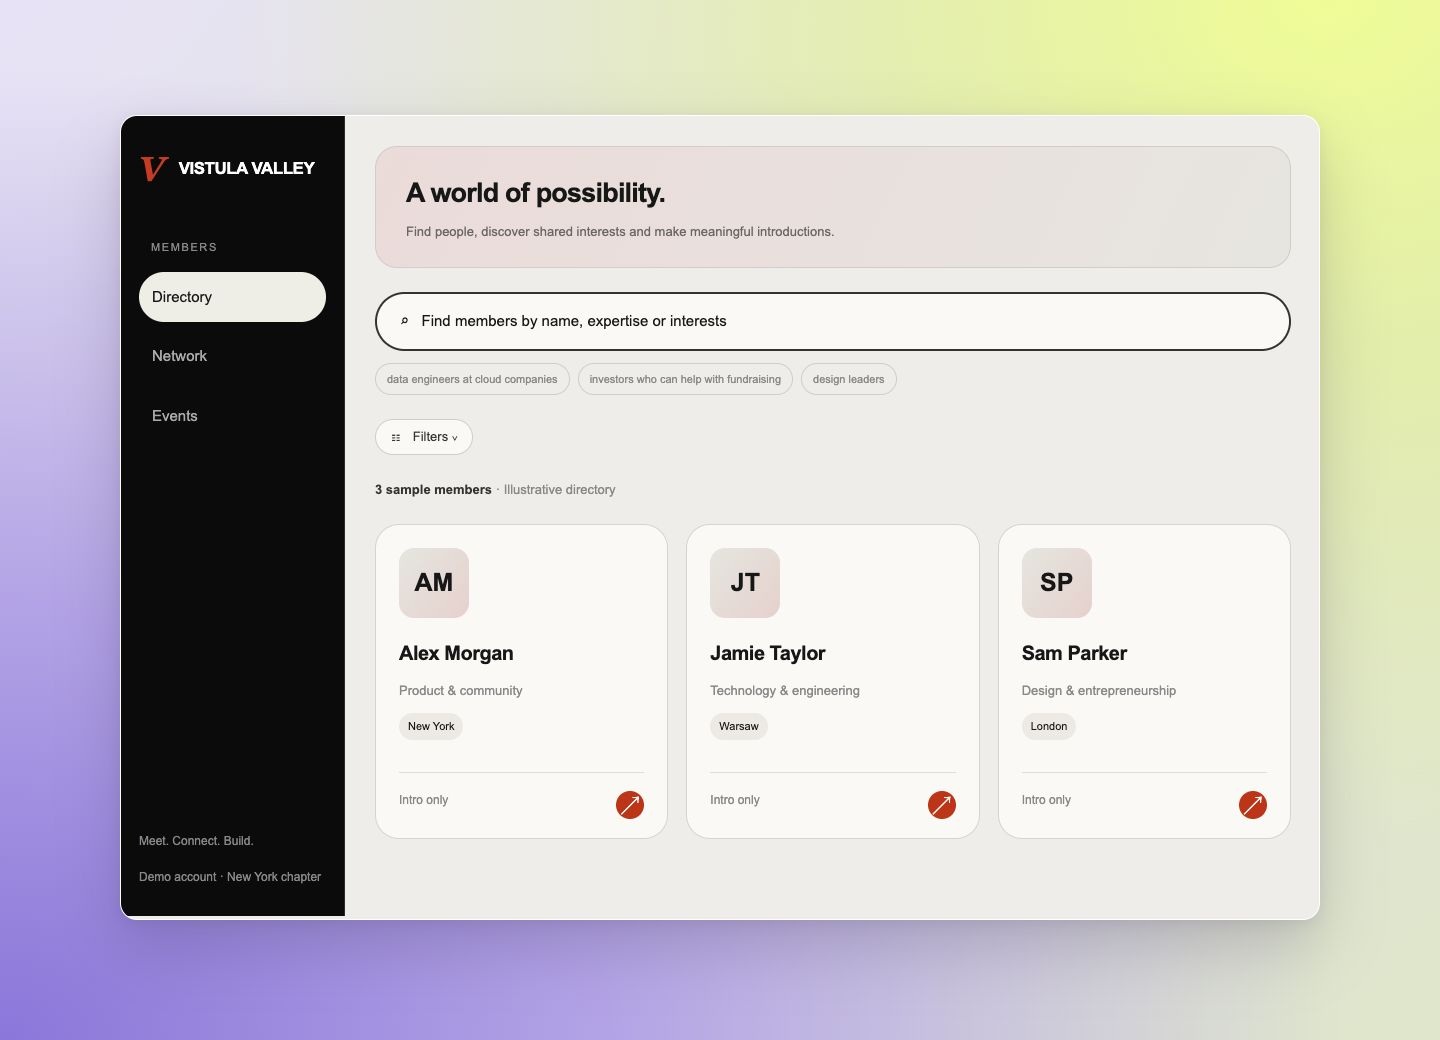 V VISTULA VALLEY
MEMBERS
Directory
Network
Events
Meet. Connect. Build.
Demo account · New York chapter
A world of possibility.
Find people, discover shared interests and make meaningful introductions.
Find members by name, expertise or interests
data engineers at cloud companies
investors who can help with fundraising
design leaders
Filters v
3 sample members · Illustrative directory
AM
Alex Morgan
Product & community
New York
Intro only
JT
Jamie Taylor
Technology & engineering
Warsaw
Intro only
SP
Sam Parker
Design & entrepreneurship
London
Intro only